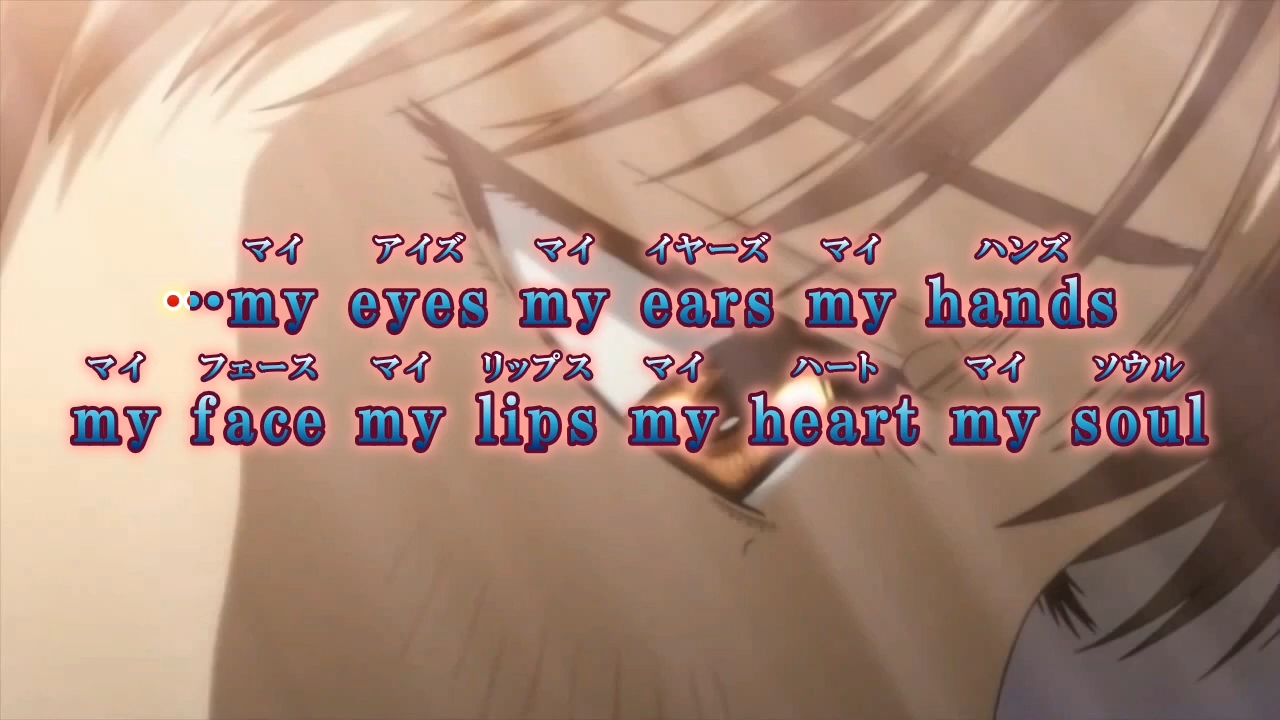 マイ アイズ マイ イヤーズ マイ ハンズ
•••my eyes my ears my hands
マイ フェース マイ リップス マイ ハート マイ ソウル
my face my lips my heart my soul